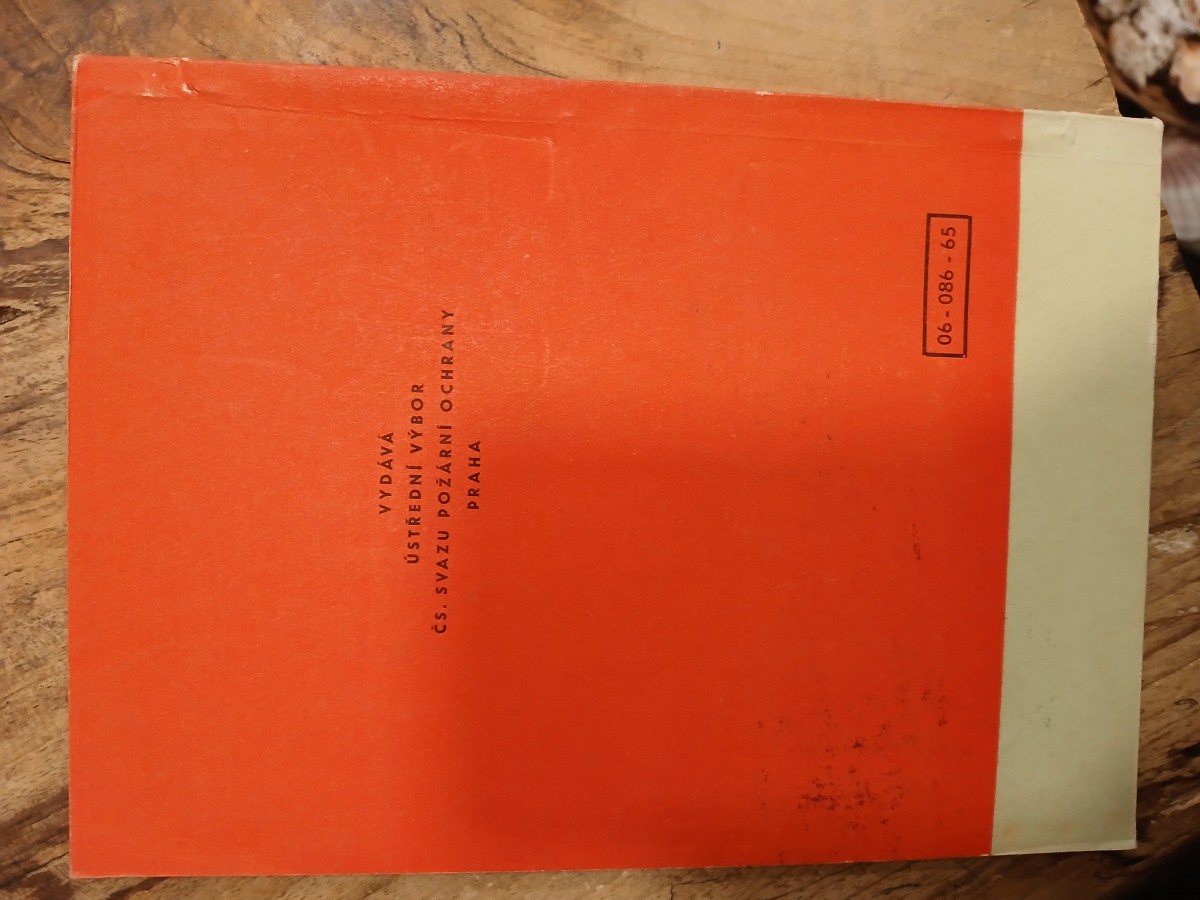 VYDÁVÁ
ÚSTŘEDNÍ VÝBOR
ČS. SVAZU POŽÁRNÍ OCHRANY
PRAHA
06 - 086 - 65